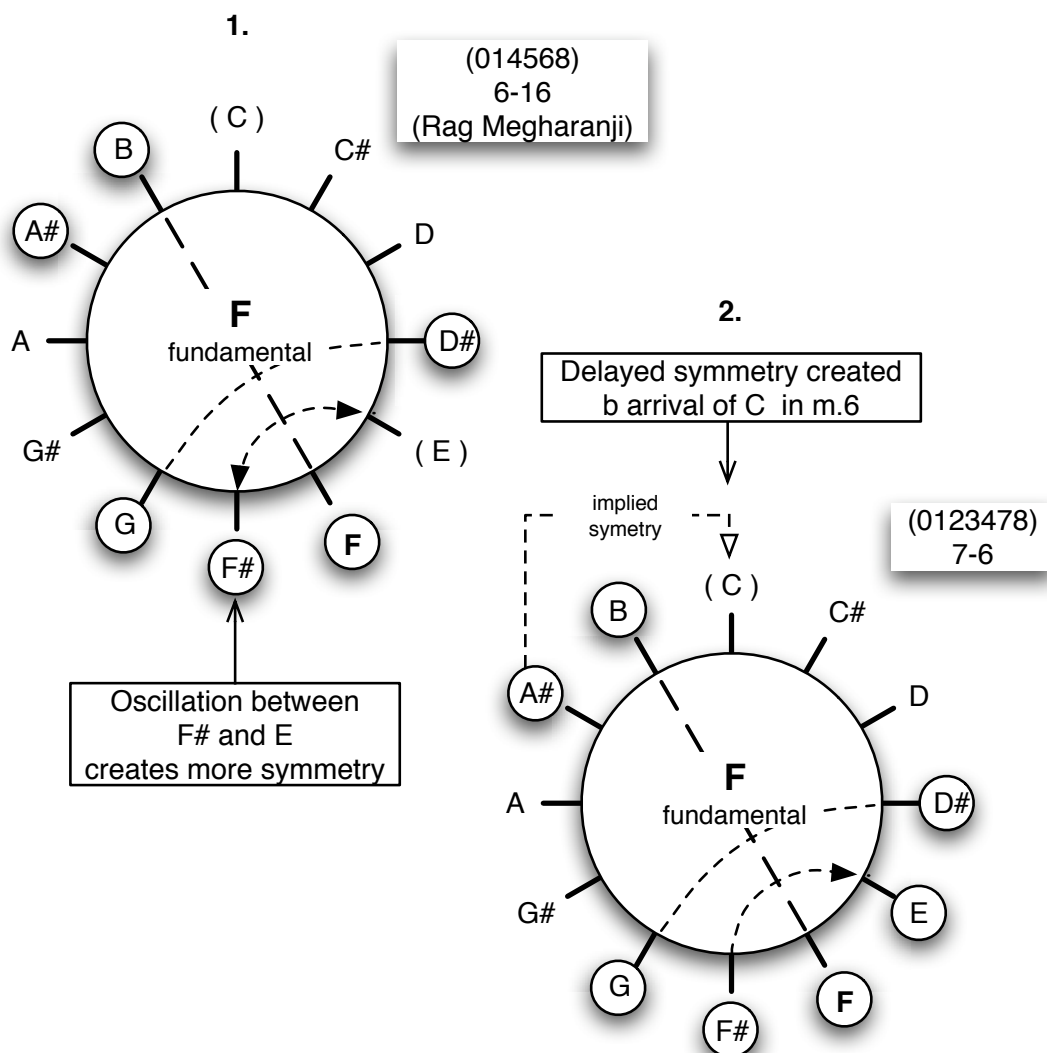 1.
(014568)
6-16
(Rag Megharanji)
( C )
C#
D
D#
( E )
F
F#
G
G#
A
A#
B
F
fundamental
Oscillation between
F# and E
creates more symmetry
2.
Delayed symmetry created
b arrival of C  in m.6
implied
symetry
(0123478)
7-6
( C )
C#
D
D#
E
F
F#
G
G#
A
A#
B
F
fundamental